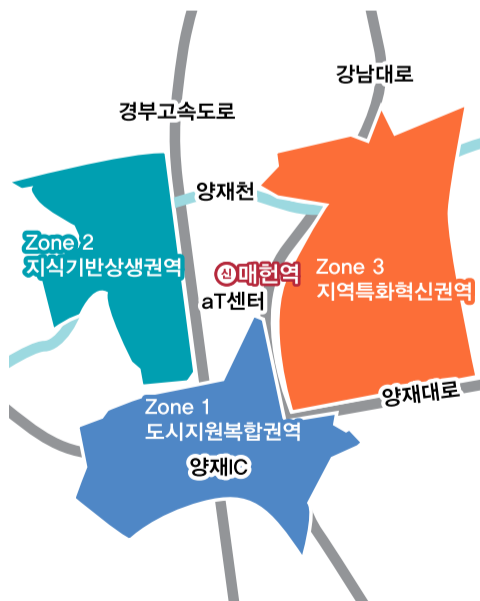 강남대로
경부고속도로
양재천
Zone 2
지식기반상생권역
신매헌역
aT센터
Zone 3
지역특화혁신권역
양재대로
Zone 1
도시지원복합권역
양재IC